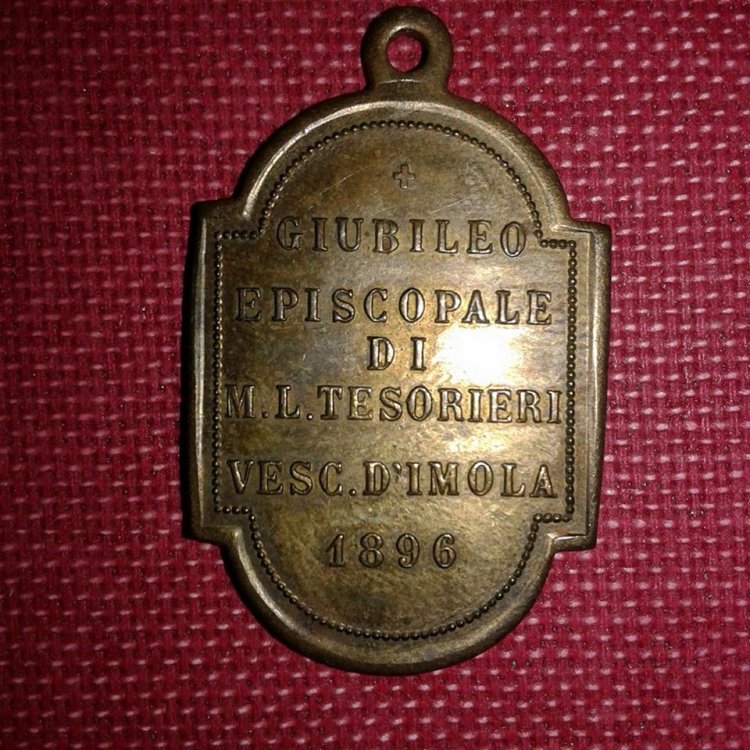 GIUBILEO
EPISCOPALE
DI
M.L.TESORIERI
VESC.D'IMOLA
1896